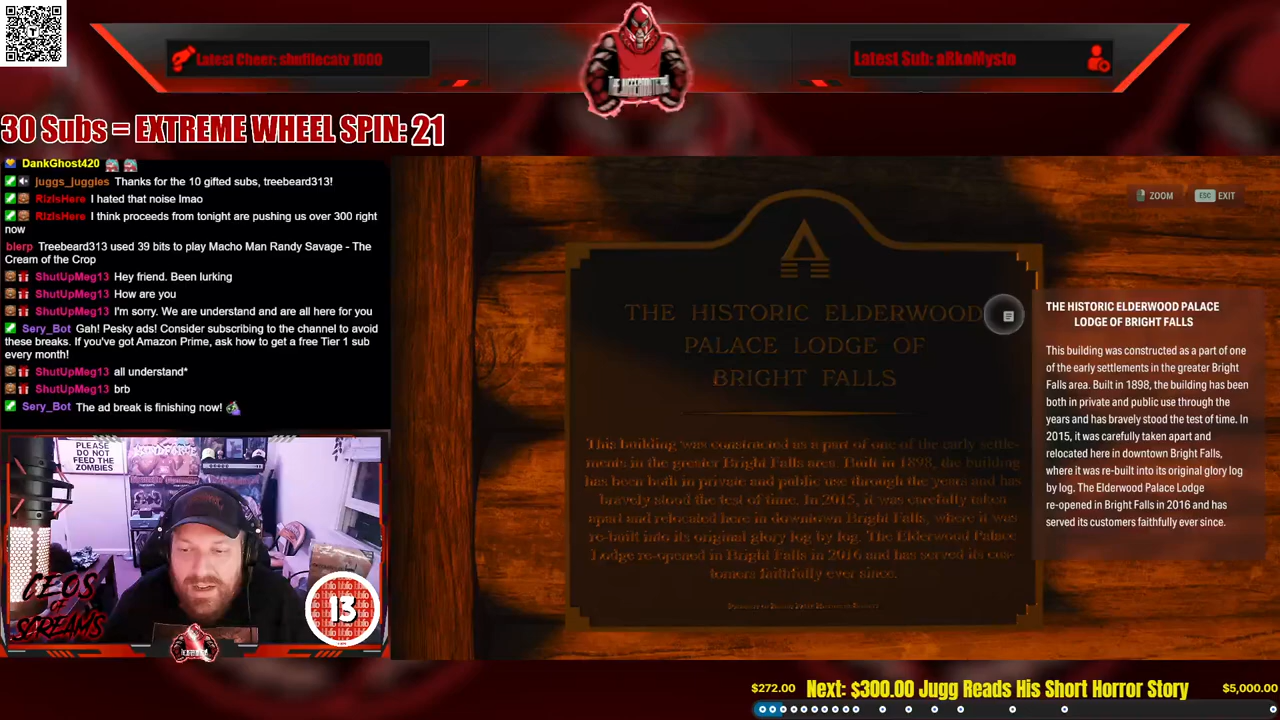 Latest Cheer: shufflecatv 1000
Latest Sub: aRkaMysto
30 Subs = EXTREME WHEEL SPIN: 21
DankGhost420
juggs_juggies Thanks for the 10 gifted subs, treebeard313!
RizIsHere I hated that noise lmao
RizIsHere I think proceeds from tonight are pushing us over 300 right
now
blerp Treebeard313 used 39 bits to play Macho Man Randy Savage - The
Cream of the Crop
ShutUpMeg13 Hey friend. Been lurking
ShutUpMeg13 How are you
ShutUpMeg13 I'm sorry. We are understand and are all here for you
Sery_Bot Gah! Pesky ads! Consider subscribing to the channel to avoid
these breaks. If you've got Amazon Prime, ask how to get a free Tier 1 sub
every month!
ShutUpMeg13 all understand*
ShutUpMeg13 brb
Sery_Bot The ad break is finishing now!
PLEASE
DO NOT
FEED THE
ZOMBIES
CEOS
OF
SCREAMS
13
ZOOM
ESC EXIT
THE HISTORIC ELDERWOOD
PALACE LODGE OF
BRIGHT FALLS
This building was constructed as a part of one of the early settle-
ments in the greater Bright Falls area. Built in 1898, the building
has been both in private and public use through the years and has
bravely stood the test of time. In 2015, it was carefully taken
apart and relocated here in downtown Bright Falls, where it was
re-built into its original glory log by log. The Elderwood Palace
Lodge re-opened in Bright Falls in 2016 and has served its cus-
tomers faithfully ever since.
THE HISTORIC ELDERWOOD PALACE
LODGE OF BRIGHT FALLS
This building was constructed as a part of one
of the early settlements in the greater Bright
Falls area. Built in 1898, the building has been
both in private and public use through the
years and has bravely stood the test of time. In
2015, it was carefully taken apart and
relocated here in downtown Bright Falls,
where it was re-built into its original glory log
by log. The Elderwood Palace Lodge
re-opened in Bright Falls in 2016 and has
served its customers faithfully ever since.
$272.00
Next: $300.00 Jugg Reads His Short Horror Story
$5,000.00